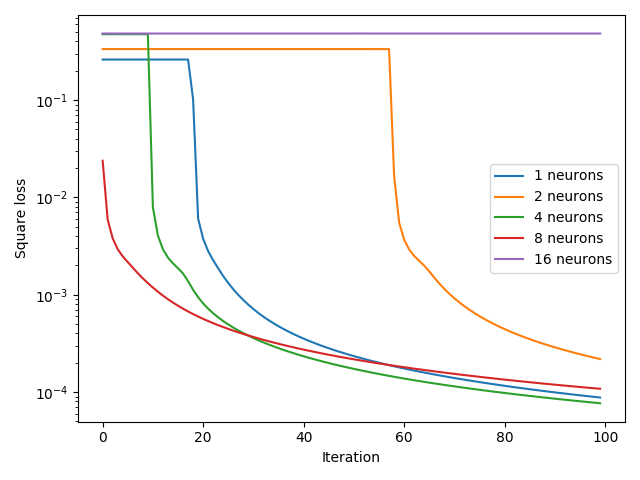 Square loss
10⁻¹
10⁻²
10⁻³
10⁻⁴
1 neurons
2 neurons
4 neurons
8 neurons
16 neurons
0 20 40 60 80 100
Iteration